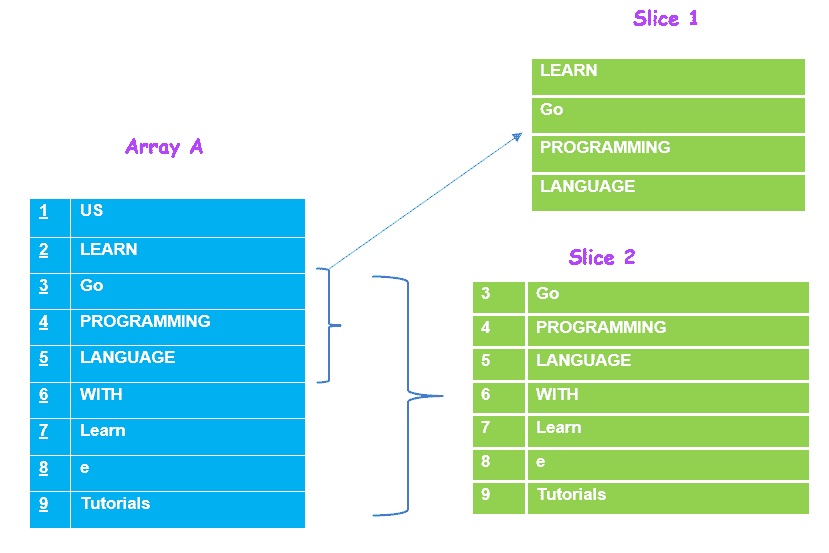 Slice 1
LEARN
Go
PROGRAMMING
LANGUAGE
Array A
1 US
2 LEARN
3 Go
4 PROGRAMMING
5 LANGUAGE
6 WITH
7 Learn
8 e
9 Tutorials
Slice 2
3 Go
4 PROGRAMMING
5 LANGUAGE
6 WITH
7 Learn
8 e
9 Tutorials